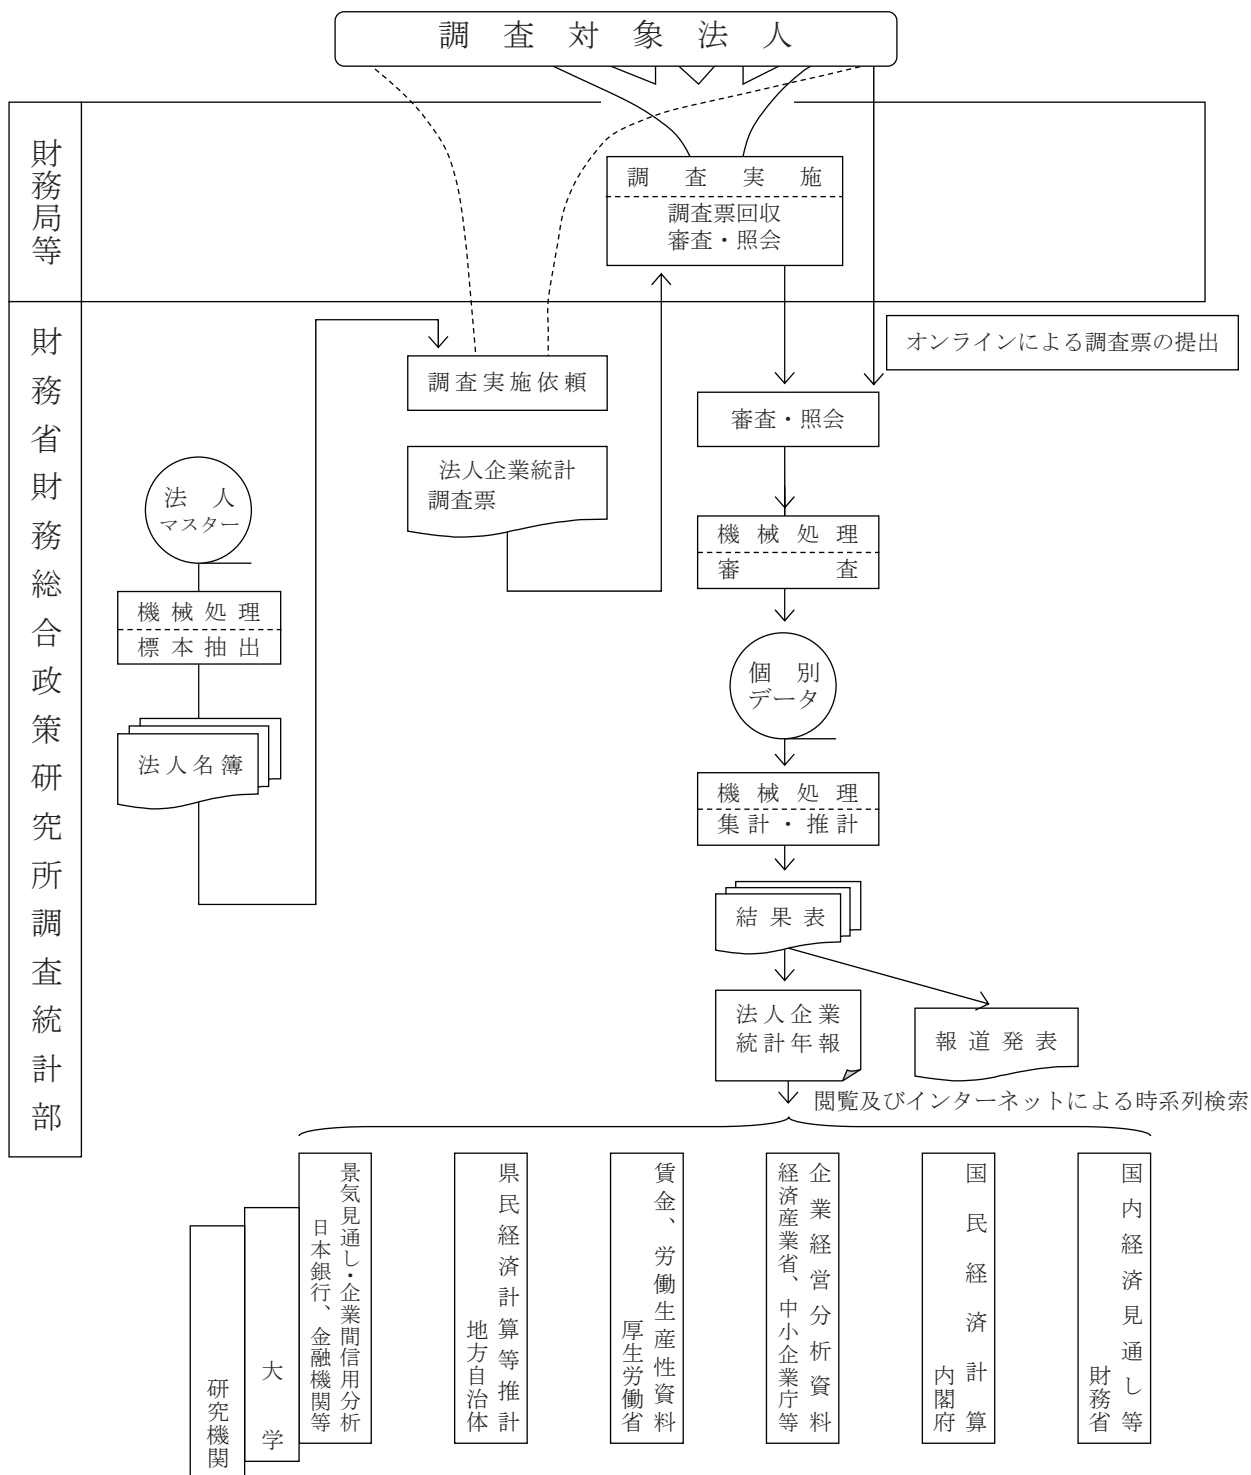 調査対象法人
財務局等
調査実施
調査票回収
審査・照会
財務省財務総合政策研究所調査統計部
オンラインによる調査票の提出
調査実施依頼
審査・照会
法人企業統計
調査票
法人
マスター
機械処理
審査
機械処理
標本抽出
個別
データ
法人名簿
機械処理
集計・推計
結果表
法人企業
統計年報
報道発表
閲覧及びインターネットによる時系列検索
国内経済見通し等
財務省
国民経済計算
内閣府
企業経営分析資料
経済産業省、中小企業庁等
賃金、労働生産性資料
厚生労働省
県民経済計算等推計
地方自治体
景気見通し・企業間信用分析
日本銀行、金融機関等
大学
研究機関